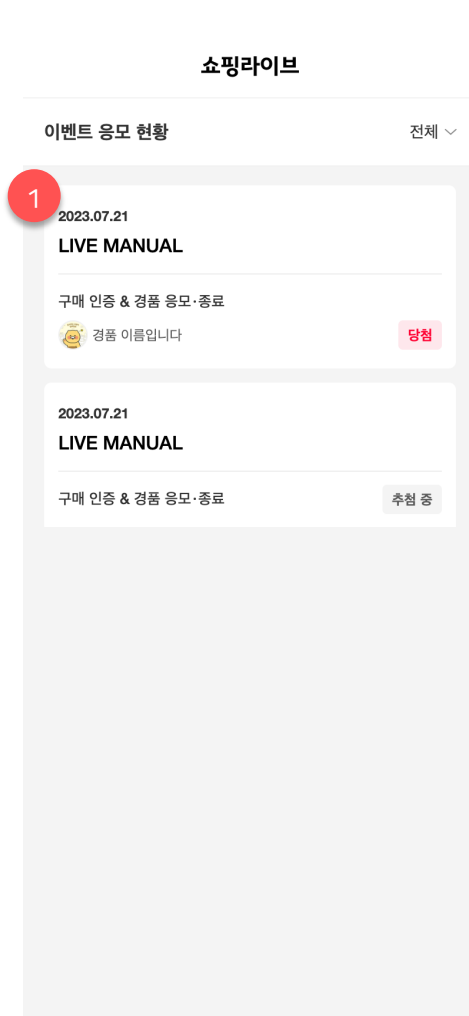 쇼핑라이브
이벤트 응모 현황
전체
1
2023.07.21
LIVE MANUAL
구매 인증 & 경품 응모·종료
경품 이름입니다
당첨
2023.07.21
LIVE MANUAL
구매 인증 & 경품 응모·종료
추첨 중